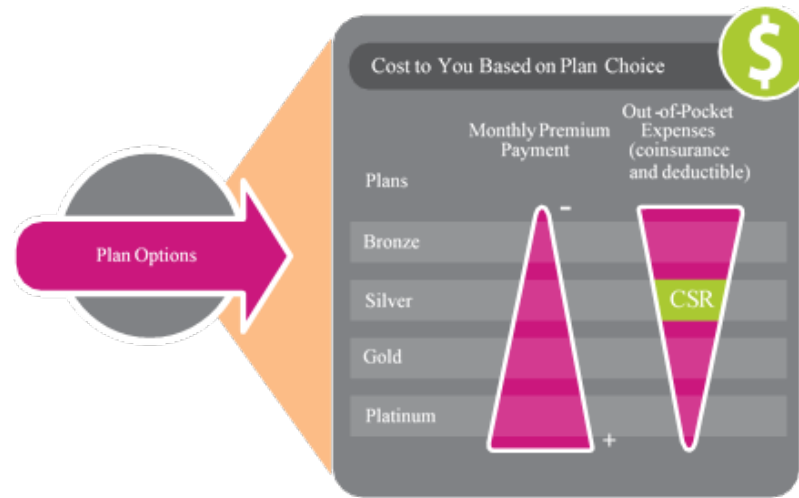 $
Cost to You Based on Plan Choice
Out-of-Pocket
Expenses
(coinsurance
and deductible)
Monthly Premium
Payment
Plans
-
Bronze
Silver
CSR
Gold
Platinum
+
Plan Options